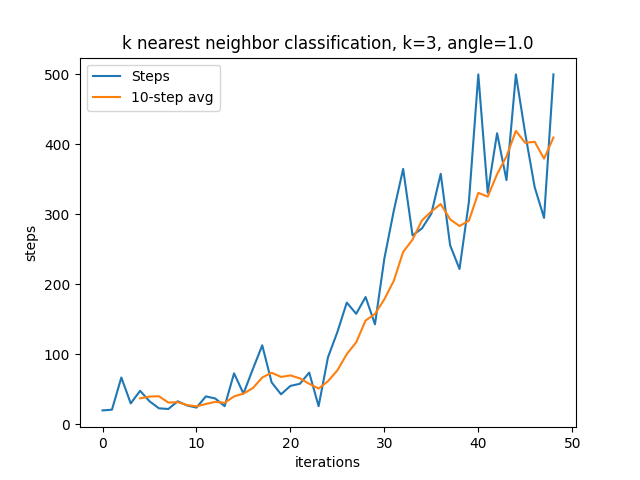 k nearest neighbor classification, k=3, angle=1.0
Steps
10-step avg
500
400
300
200
100
0
steps
0 10 20 30 40 50
iterations